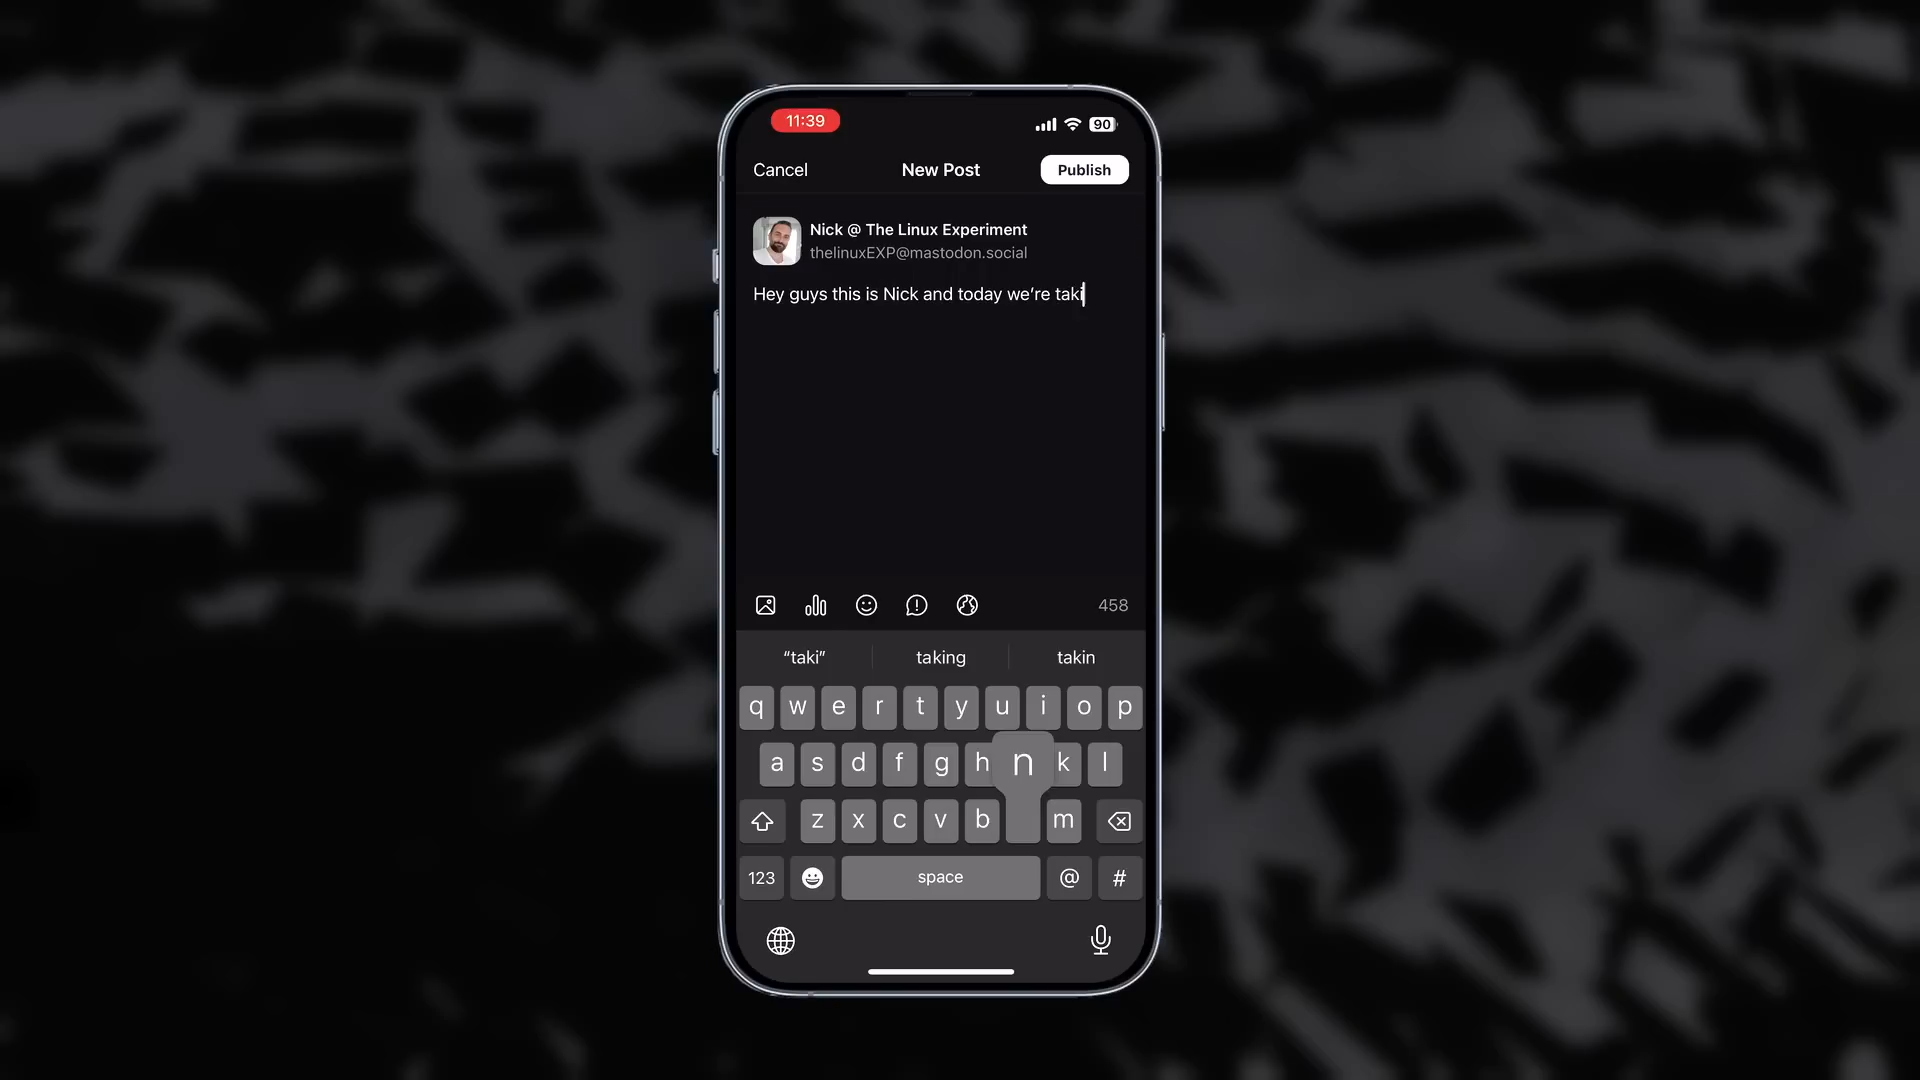 11:39
90
Cancel
New Post
Publish
Nick @ The Linux Experiment
thelinuxEXP@mastodon.social
Hey guys this is Nick and today we’re taki
458
“taki”
taking
takin
q w e r t y u i o p
a s d f g h n k l
z x c v b m
123
space
@
#